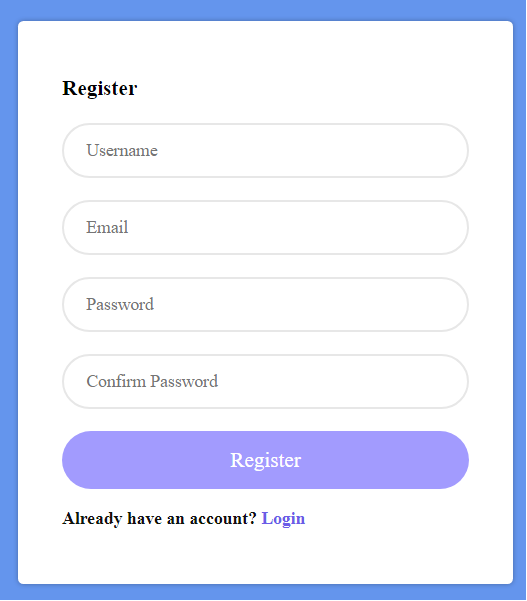 Register
Username
Email
Password
Confirm Password
Register
Already have an account? Login